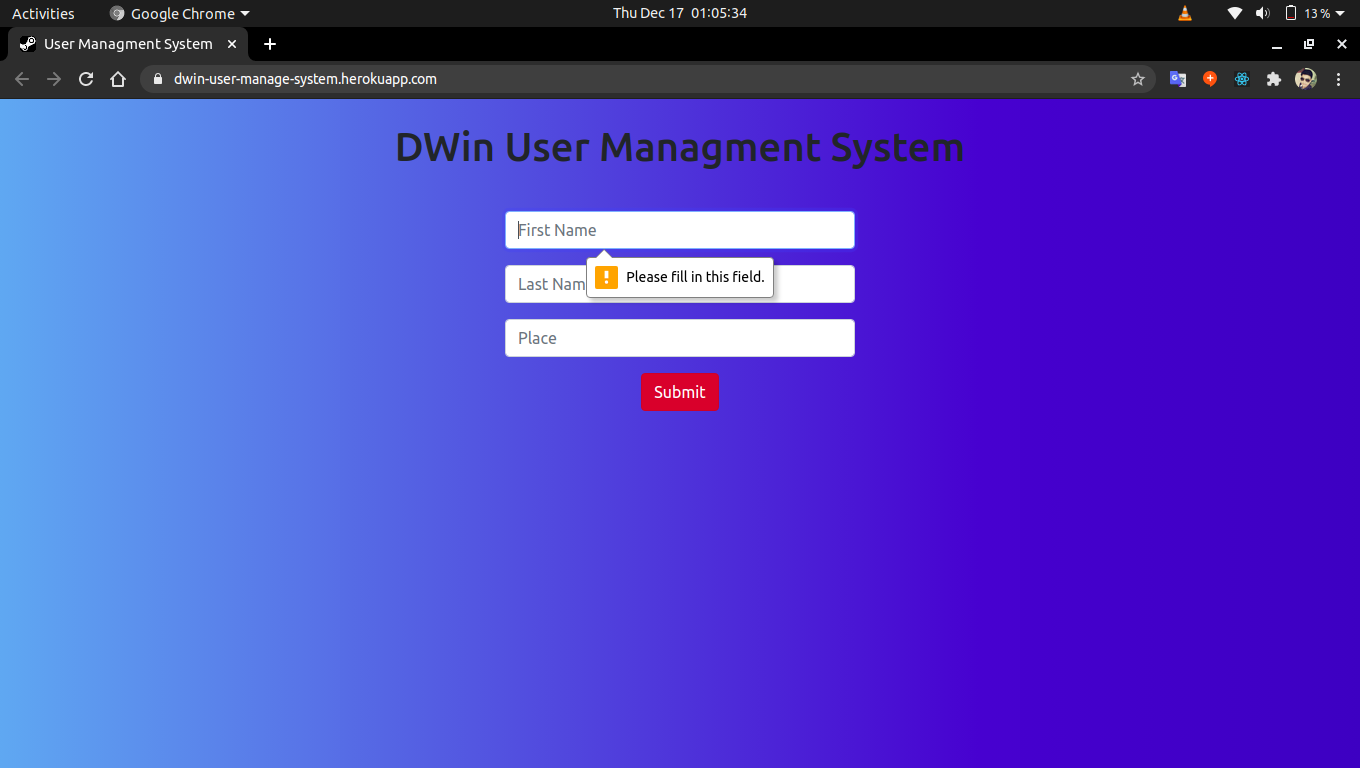 Activities Google Chrome Thu Dec 17 01:05:34 13 %
User Managment System
dwin-user-manage-system.herokuapp.com
DWin User Managment System
First Name
Please fill in this field.
Last Nam
Place
Submit